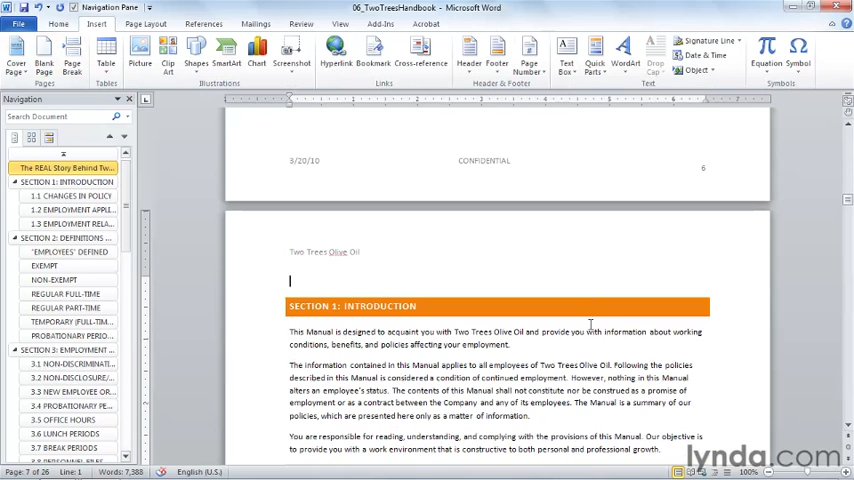 06_TwoTreesHandbook - Microsoft Word
Navigation Pane
File Home Insert Page Layout References Mailings Review View Add-Ins Acrobat
Cover Page Blank Page Page Break Table Picture Clip Art Shapes SmartArt Chart Screenshot Hyperlink Bookmark Cross-reference Header Footer Page Number Text Box Quick Parts WordArt Drop Cap Signature Line Date & Time Object Equation Symbol
Pages Tables Illustrations Links Header & Footer Text Symbols
Navigation
Search Document
The REAL Story Behind Tw...
SECTION 1: INTRODUCTION
1.1 CHANGES IN POLICY
1.2 EMPLOYMENT APPLI...
1.3 EMPLOYMENT RELA...
SECTION 2: DEFINITIONS ...
"EMPLOYEES" DEFINED
EXEMPT
NON-EXEMPT
REGULAR FULL-TIME
REGULAR PART-TIME
TEMPORARY (FULL-TIM...
PROBATIONARY PERIO...
SECTION 3: EMPLOYMENT ...
3.1 NON-DISCRIMINATI...
3.2 NON-DISCLOSURE/...
3.3 NEW EMPLOYEE OR...
3.4 PROBATIONARY PE...
3.5 OFFICE HOURS
3.6 LUNCH PERIODS
3.7 BREAK PERIODS
3.8 PERSONNEL FILES
3/20/10 CONFIDENTIAL 6
Two Trees Olive Oil
SECTION 1: INTRODUCTION
This Manual is designed to acquaint you with Two Trees Olive Oil and provide you with information about working
conditions, benefits, and policies affecting your employment.
The information contained in this Manual applies to all employees of Two Trees Olive Oil. Following the policies
described in this Manual is considered a condition of continued employment. However, nothing in this Manual
alters an employee's status. The contents of this Manual shall not constitute nor be construed as a promise of
employment or as a contract between the Company and any of its employees. The Manual is a summary of our
policies, which are presented here only as a matter of information.
You are responsible for reading, understanding, and complying with the provisions of this Manual. Our objective is
to provide you with a work environment that is constructive to both personal and professional growth.
lynda.com
Page: 7 of 26 Line: 1 Words: 7,388 English (U.S.) 100%